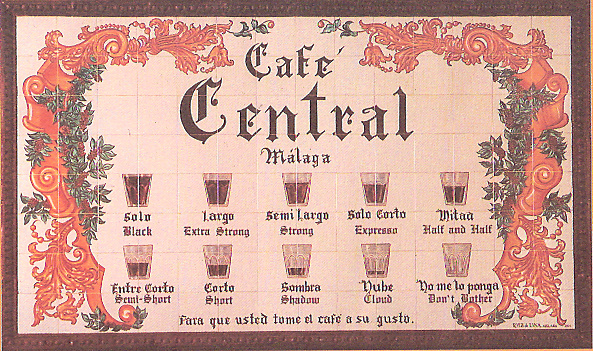 Café
Central
Málaga
Solo Largo Semi Largo Solo Corto Mitad
Black Extra Strong Strong Expresso Half and Half
Entre Corto Corto Sombra Nube No me lo ponga
Semi-Short Short Shadow Cloud Don't Bother
Para que usted tome el café a su gusto.